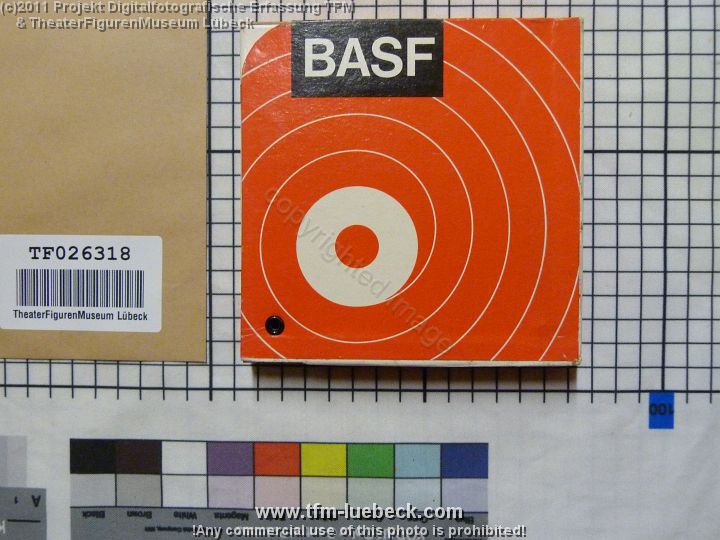 (c)2011 Projekt Digitalfotografische Erfassung TFM
& TheaterFigurenMuseum Lübeck
BASF
copyrighted image
TF026318
TheaterFigurenMuseum Lübeck
100
A 1
Black
Brown
White
Magenta
www.tfm-luebeck.com
!Any commercial use of this photo is prohibited!